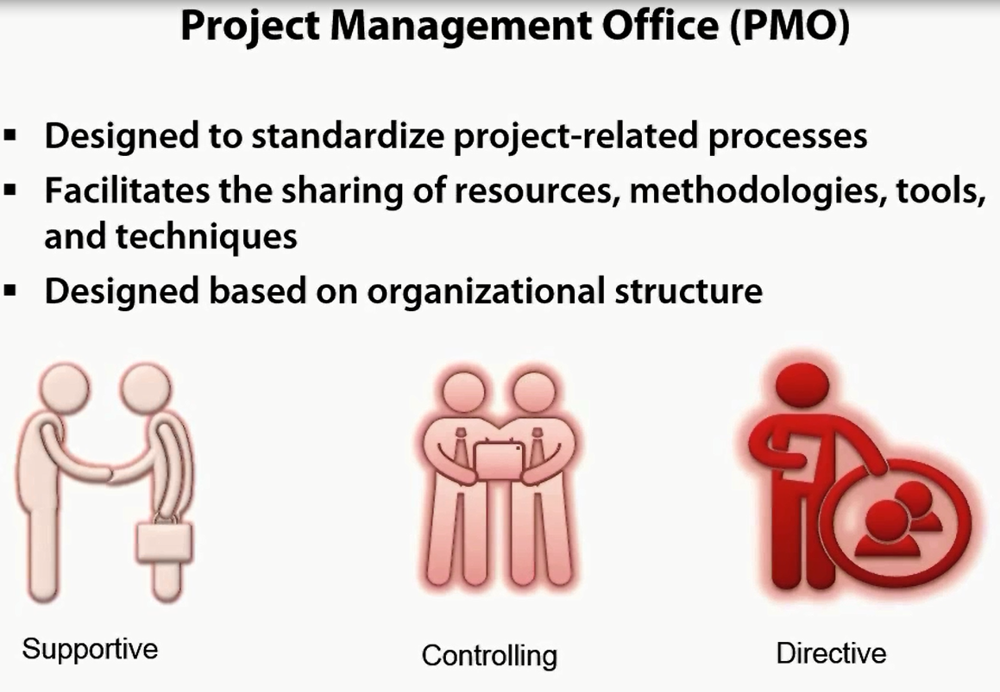 Project Management Office (PMO)
▪ Designed to standardize project-related processes
▪ Facilitates the sharing of resources, methodologies, tools,
and techniques
▪ Designed based on organizational structure
Supportive
Controlling
Directive